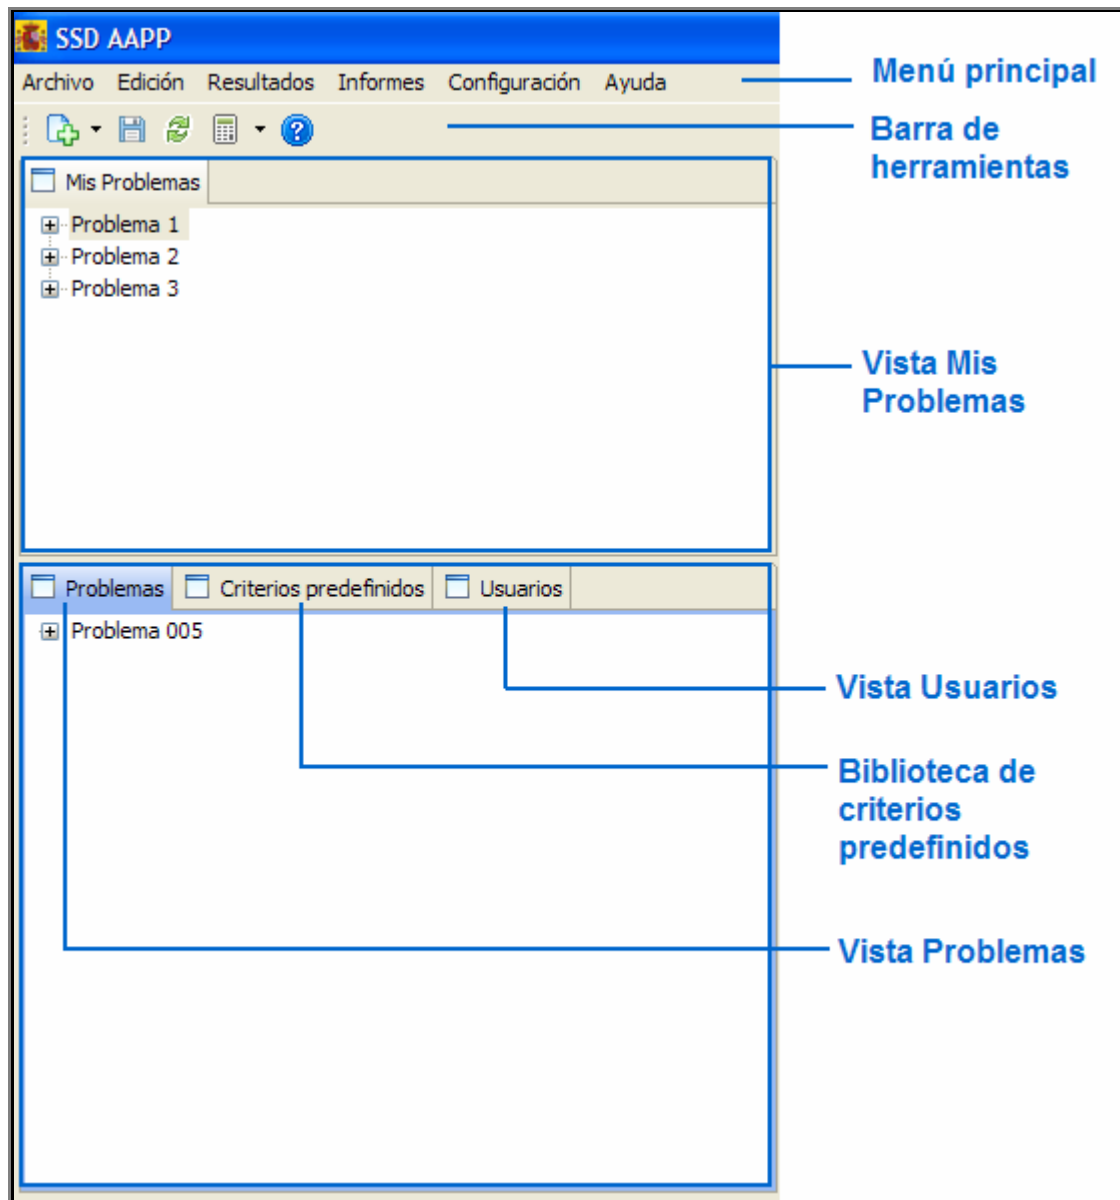 SSD AAPP
Archivo Edición Resultados Informes Configuración Ayuda
Menú principal
Barra de
herramientas
Mis Problemas
Problema 1
Problema 2
Problema 3
Vista Mis
Problemas
Problemas Criterios predefinidos Usuarios
Problema 005
Vista Usuarios
Biblioteca de
criterios
predefinidos
Vista Problemas